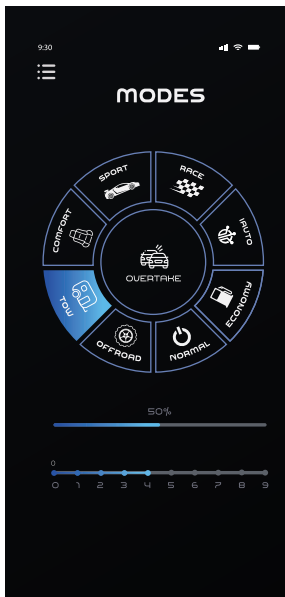 9:30
MODES
SPORT
RACE
COMFORT
IAUTO
OVERTAKE
TOW
ECONOMY
OFFROAD
NORMAL
50%
0
0 1 2 3 4 5 6 7 8 9